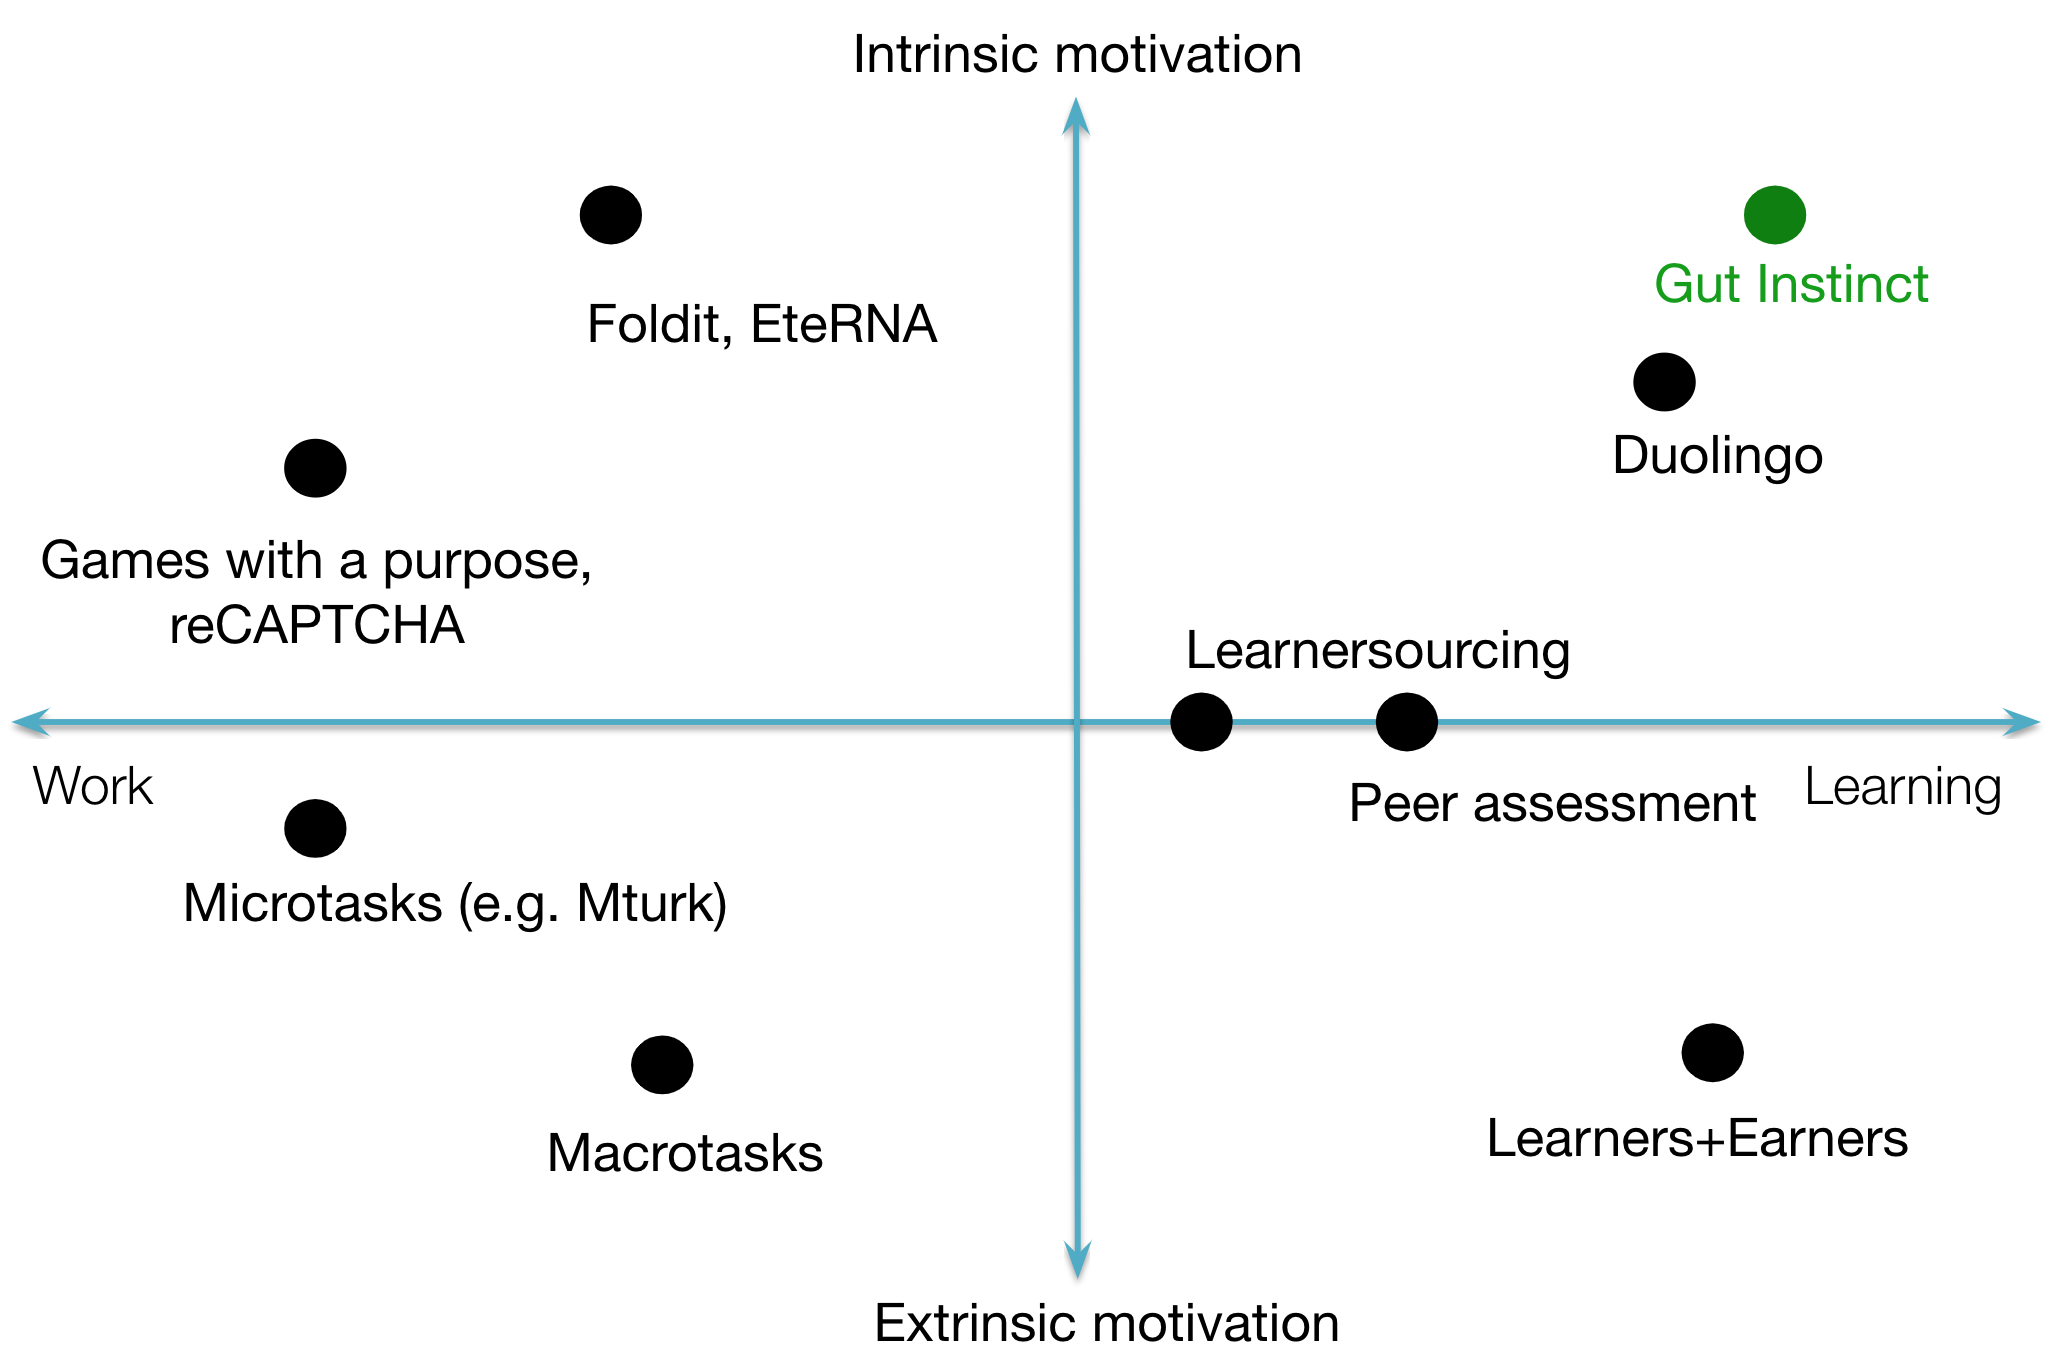 Intrinsic motivation
Gut Instinct
Foldit, EteRNA
Duolingo
Games with a purpose,
reCAPTCHA
Learnersourcing
Work
Learning
Peer assessment
Microtasks (e.g. Mturk)
Learners+Earners
Macrotasks
Extrinsic motivation